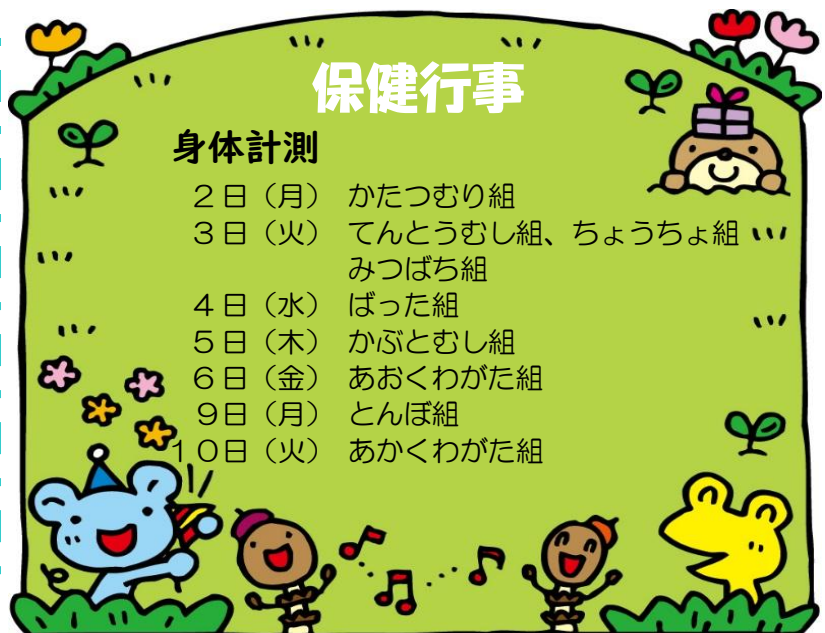 保健行事
身体計測
２日（月） かたつむり組
３日（火） てんとうむし組、ちょうちょ組
みつばち組
４日（水） ばった組
５日（木） かぶとむし組
６日（金） あおくわがた組
９日（月） とんぼ組
１０日（火） あかくわがた組